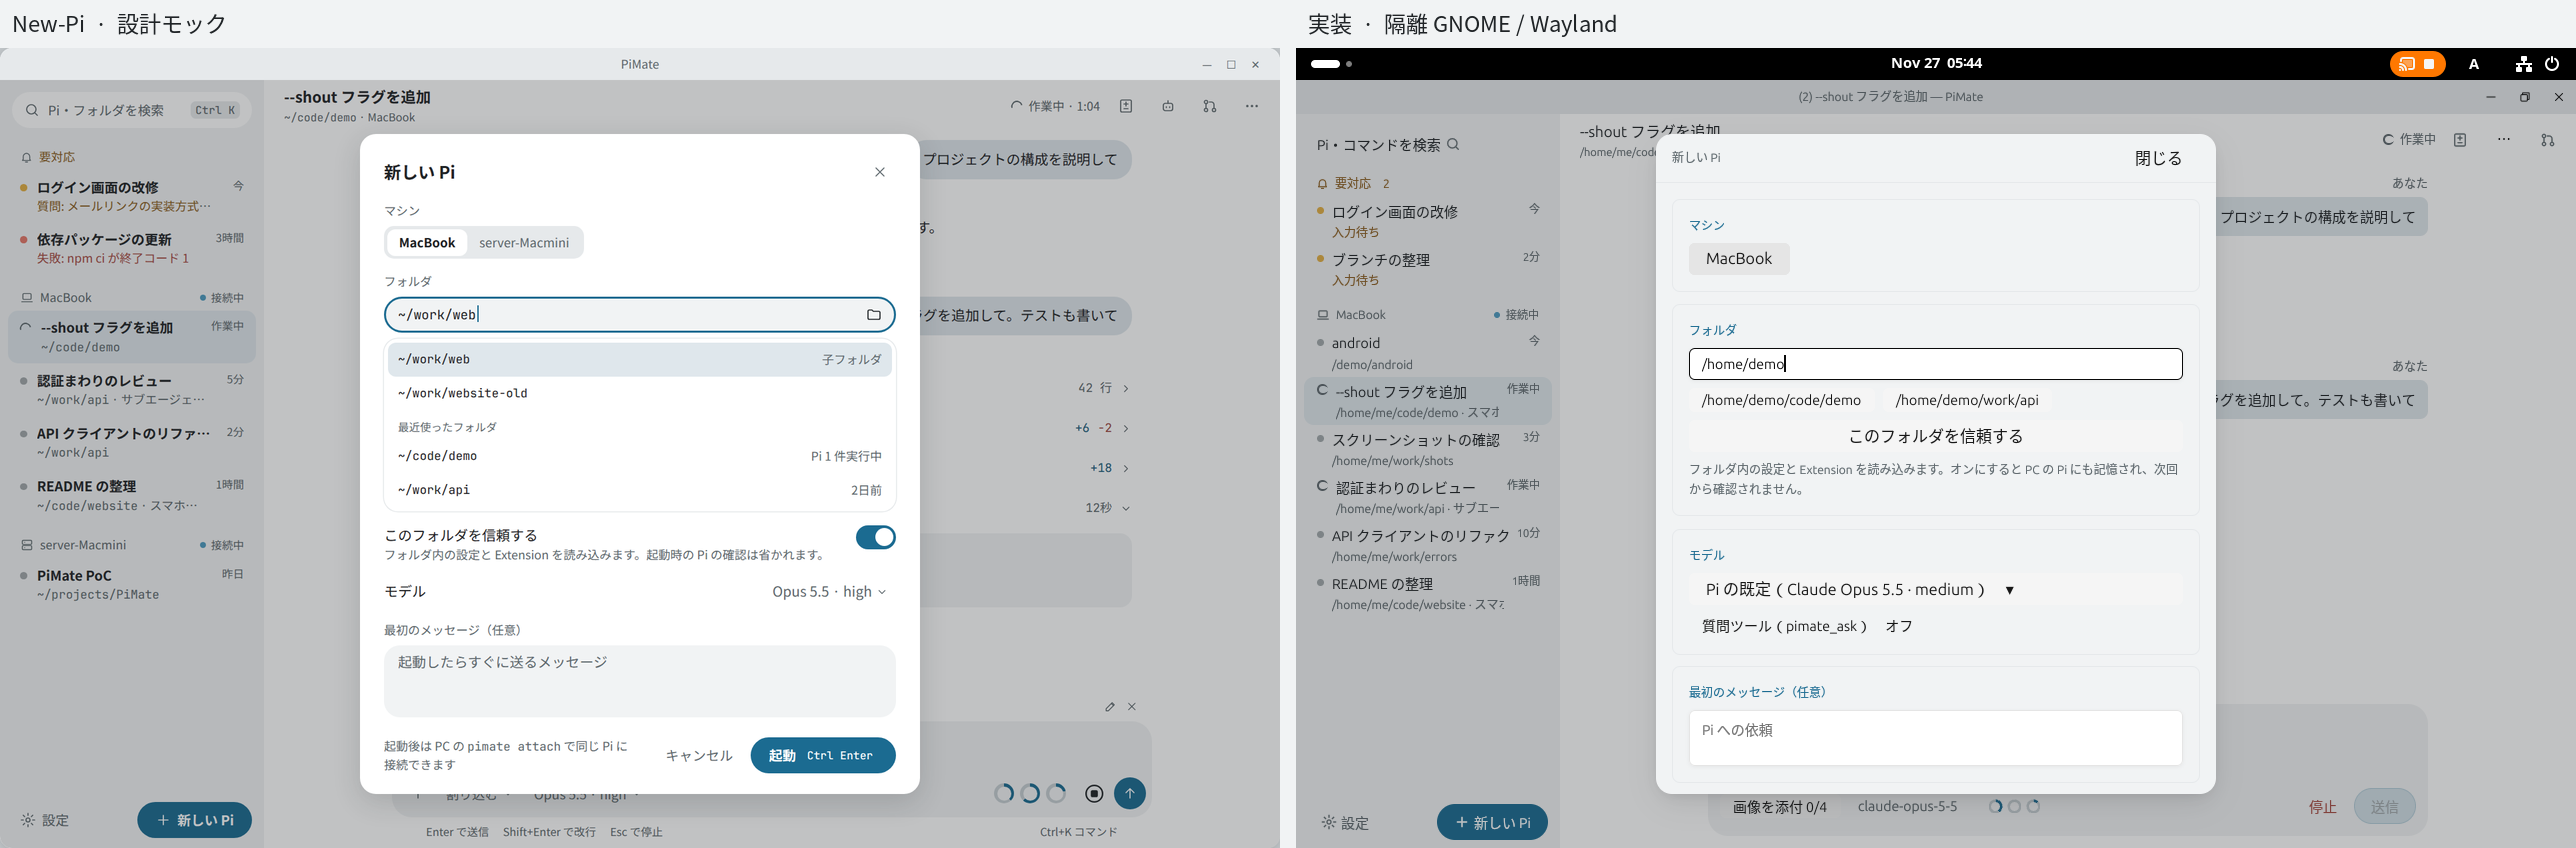 New-Pi ・ 設計モック
PiMate
Pi・フォルダを検索 Ctrl K
要対応
ログイン画面の改修 今
質問: メールリンクの実装方式…
依存パッケージの更新 3時間
失敗: npm ci が終了コード 1
MacBook 接続中
--shout フラグを追加 作業中
~/code/demo
認証まわりのレビュー 5分
~/work/api · サブエージェ…
API クライアントのリファ… 2分
~/work/api
README の整理 1時間
~/code/website · スマホ…
server-Macmini 接続中
PiMate PoC 昨日
~/projects/PiMate
設定
新しい Pi
--shout フラグを追加
~/code/demo · MacBook
作業中 · 1:04
プロジェクトの構成を説明して
す。
グを追加して。テストも書いて
42 行
+6 -2
+18
12秒
新しい Pi
マシン
MacBook server-Macmini
フォルダ
~/work/web
~/work/web 子フォルダ
~/work/website-old
最近使ったフォルダ
~/code/demo Pi 1 件実行中
~/work/api 2日前
このフォルダを信頼する
フォルダ内の設定と Extension を読み込みます。起動時の Pi の確認は省かれます。
モデル Opus 5.5 · high
最初のメッセージ（任意）
起動したらすぐに送るメッセージ
起動後は PC の pimate attach で同じ Pi に
接続できます
キャンセル
起動 Ctrl Enter
Enter で送信 Shift+Enter で改行 Esc で停止
Ctrl+K コマンド
実装 ・ 隔離 GNOME / Wayland
Nov 27 05:44
A
(2) --shout フラグを追加 — PiMate
Pi・コマンドを検索
要対応 2
ログイン画面の改修 今
入力待ち
ブランチの整理 2分
入力待ち
MacBook 接続中
android 今
/demo/android
--shout フラグを追加 作業中
/home/me/code/demo · スマホ
スクリーンショットの確認 3分
/home/me/work/shots
認証まわりのレビュー 作業中
/home/me/work/api · サブエー
API クライアントのリファク 10分
/home/me/work/errors
README の整理 1時間
/home/me/code/website · スマ
設定
新しい Pi
--shout フラグを追加
/home/me/code
作業中
あなた
プロジェクトの構成を説明して
あなた
グを追加して。テストも書いて
新しい Pi
閉じる
マシン
MacBook
フォルダ
/home/demo
/home/demo/code/demo /home/demo/work/api
このフォルダを信頼する
フォルダ内の設定と Extension を読み込みます。オンにすると PC の Pi にも記憶され、次回
から確認されません。
モデル
Pi の既定 ( Claude Opus 5.5 · medium ) ▼
質問ツール ( pimate_ask ) オフ
最初のメッセージ（任意）
Pi への依頼
画像を添付 0/4 claude-opus-5-5
停止
送信